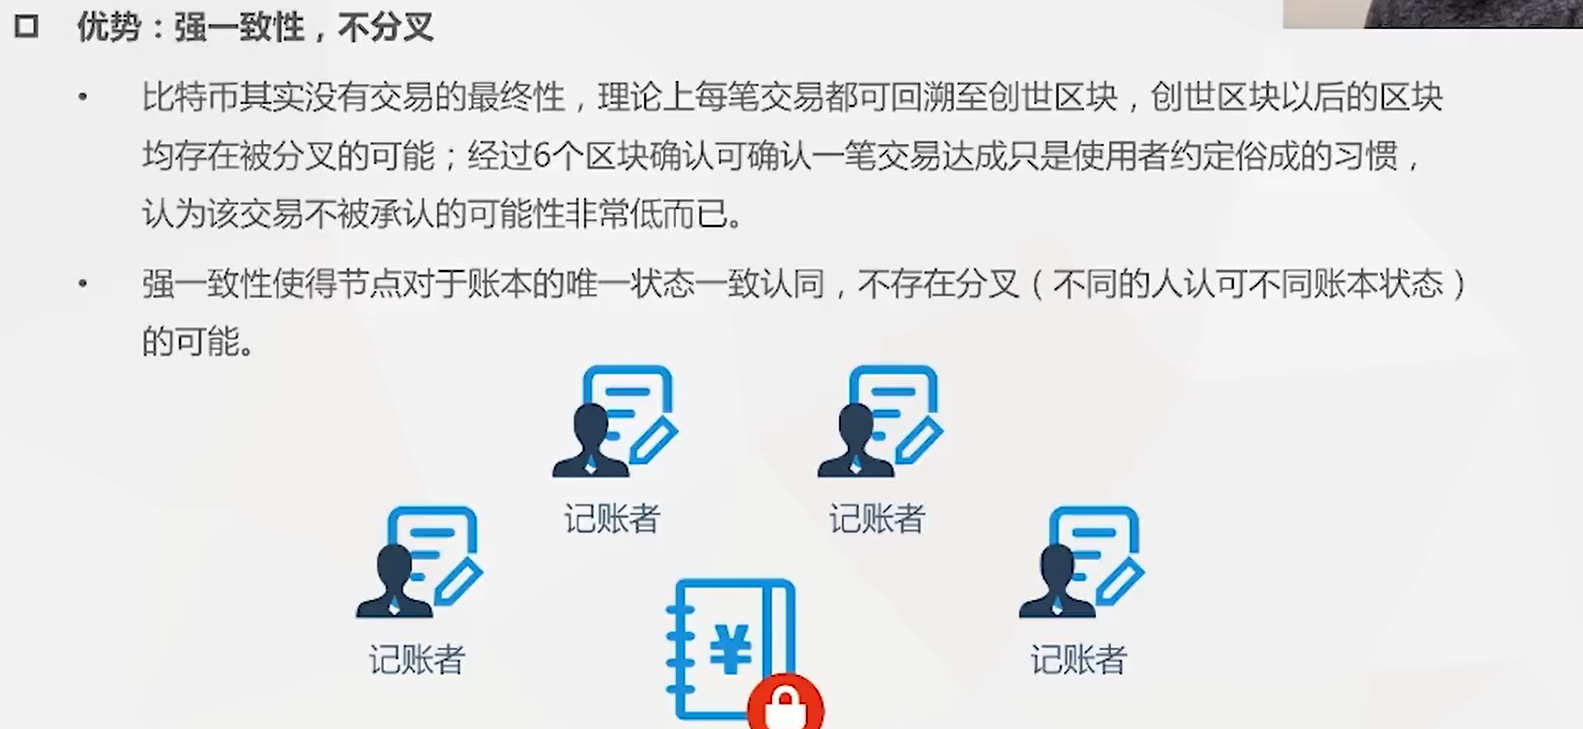 优势：强一致性，不分叉
• 比特币其实没有交易的最终性，理论上每笔交易都可回溯至创世区块，创世区块以后的区块
均存在被分叉的可能；经过6个区块确认可确认一笔交易达成只是使用者约定俗成的习惯，
认为该交易不被承认的可能性非常低而已。
• 强一致性使得节点对于账本的唯一状态一致认同，不存在分叉（不同的人认可不同账本状态）
的可能。
记账者
记账者
记账者
记账者
¥